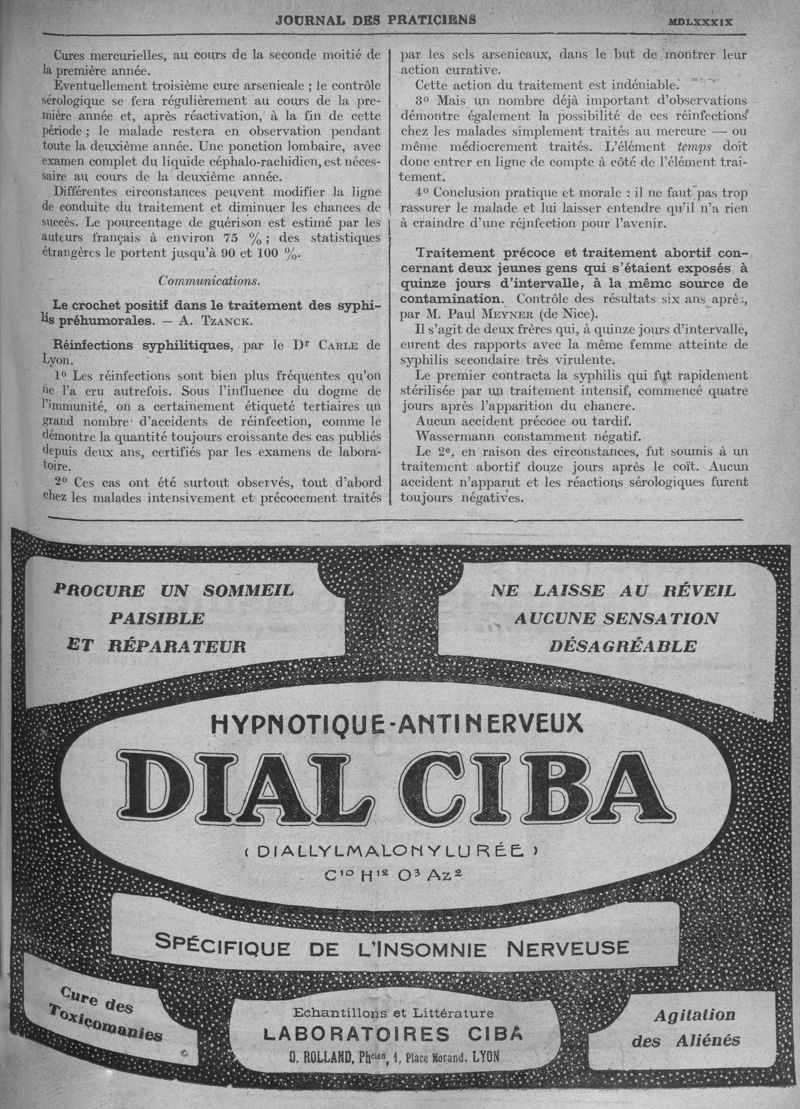 JOURNAL DES PRATICIENS
MDLXXXIX
Cures mercurielles, au cours de la seconde moitié de
la première année.
Eventuellement troisième cure arsenicale ; le contrôle
sérologique se fera régulièrement au cours de la pre-
mière année et, après réactivation, à la fin de cette
période ; le malade restera en observation pendant
toute la deuxième année. Une ponction lombaire, avec
examen complet du liquide céphalo-rachidien, est néces-
saire au cours de la deuxième année.
Différentes circonstances peuvent modifier la ligne
de conduite du traitement et diminuer les chances de
succès. Le pourcentage de guérison est estimé par les
auteurs français à environ 75 % ; des statistiques
étrangères le portent jusqu'à 90 et 100 %.
Communications.
Le crochet positif dans le traitement des syphi-
lis préhumorales. — A. TZANCK.
Réinfections syphilitiques, par le Dr CARLE de
Lyon.
1º Les réinfections sont bien plus fréquentes qu'on
ne l'a cru autrefois. Sous l'influence du dogme de
l'immunité, on a certainement étiqueté tertiaires un
grand nombre d'accidents de réinfection, comme le
démontre la quantité toujours croissante des cas publiés
depuis deux ans, certifiés par les examens de labora-
toire.
2º Ces cas ont été surtout observés, tout d'abord
chez les malades intensivement et précocement traités
par les sels arsenicaux, dans le but de montrer leur
action curative.
Cette action du traitement est indéniable.
3º Mais un nombre déjà important d'observations
démontre également la possibilité de ces réinfections
chez les malades simplement traités au mercure — ou
même médiocrement traités. L'élément temps doit
donc entrer en ligne de compte à côté de l'élément trai-
tement.
4º Conclusion pratique et morale : il ne faut pas trop
rassurer le malade et lui laisser entendre qu'il n'a rien
à craindre d'une réinfection pour l'avenir.
Traitement précoce et traitement abortif con-
cernant deux jeunes gens qui s'étaient exposés à
quinze jours d'intervalle, à la même source de
contamination. Contrôle des résultats six ans après,
par M. Paul MEYNER (de Nice).
Il s'agit de deux frères qui, à quinze jours d'intervalle,
eurent des rapports avec la même femme atteinte de
syphilis secondaire très virulente.
Le premier contracta la syphilis qui fut rapidement
stérilisée par un traitement intensif, commencé quatre
jours après l'apparition du chancre.
Aucun accident précoce ou tardif.
Wassermann constamment négatif.
Le 2e, en raison des circonstances, fut soumis à un
traitement abortif douze jours après le coït. Aucun
accident n'apparut et les réactions sérologiques furent
toujours négatives.
PROCURE UN SOMMEIL
PAISIBLE
ET RÉPARATEUR
NE LAISSE AU RÉVEIL
AUCUNE SENSATION
DÉSAGRÉABLE
HYPNOTIQUE-ANTINERVEUX
DIAL CIBA
( DIALLYLMALONYLURÉE )
C¹⁰ H¹² O³ Az²
SPÉCIFIQUE DE L'INSOMNIE NERVEUSE
Cure des
Toxicomanies
Echantillons et Littérature
LABORATOIRES CIBA
O. ROLLAND, Phcien, 1, Place Morand. LYON
Agitation
des Aliénés